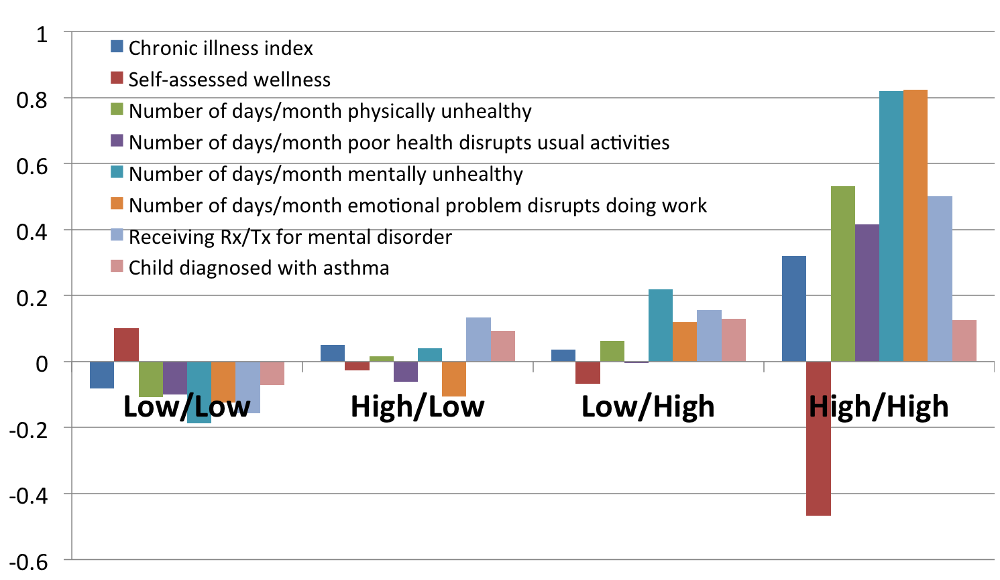 1
Chronic illness index
Self-assessed wellness
0.8
Number of days/month physically unhealthy
Number of days/month poor health disrupts usual activities
0.6
Number of days/month mentally unhealthy
Number of days/month emotional problem disrupts doing work
0.4
Receiving Rx/Tx for mental disorder
Child diagnosed with asthma
0.2
0
Low/Low High/Low Low/High High/High
-0.2
-0.4
-0.6